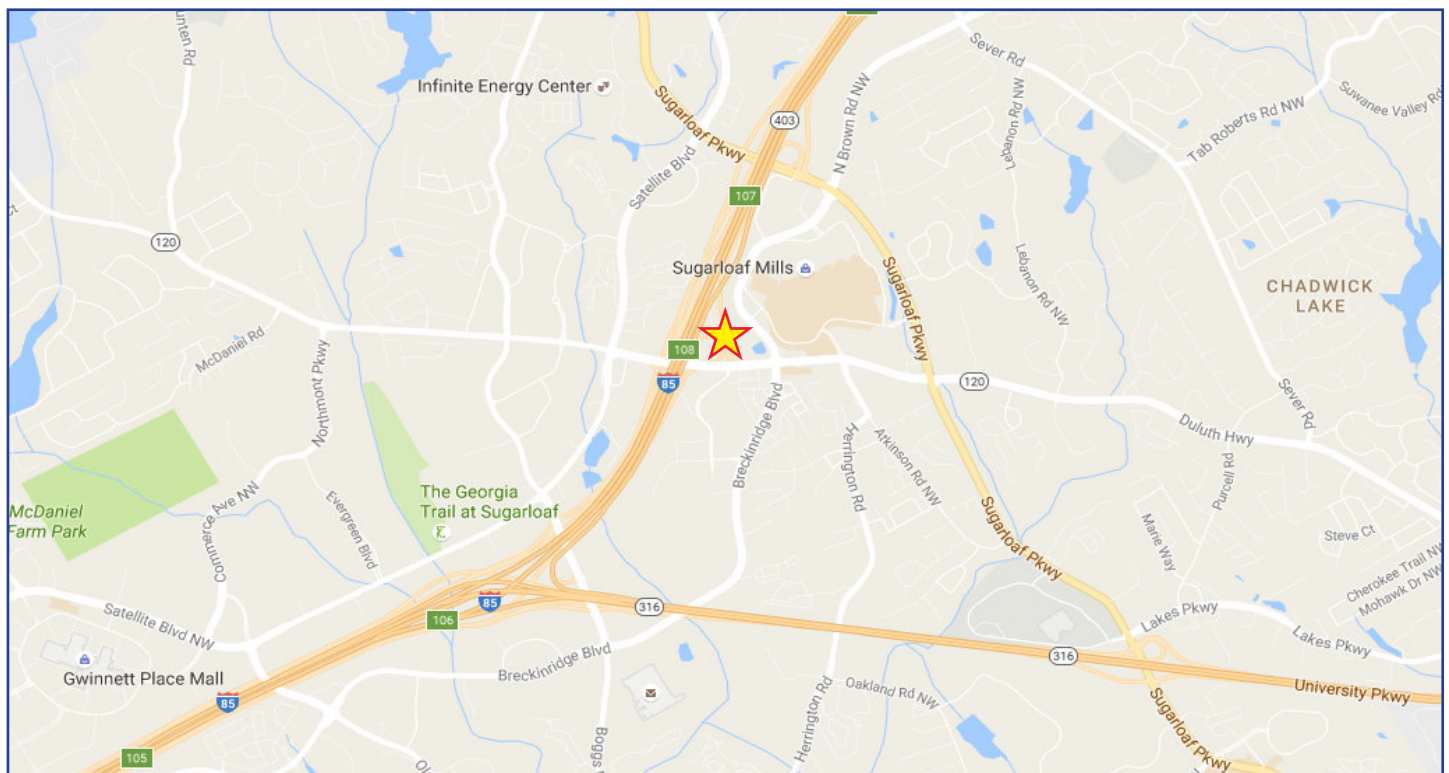 unten Rd
Infinite Energy Center
Sugarloaf Pkwy
403
Sever Rd
Suwanee Valley Rd
Tab Roberts Rd NW
Lebanon Rd NW
N Brown Rd NW
Satellite Blvd
107
Ct
120
Sugarloaf Mills
Lebanon Rd NW
Sugarloaf Pkwy
CHADWICK
LAKE
McDaniel Rd
Northmont Pkwy
108
85
120
Sever Rd
Duluth Hwy
Breckinridge Blvd
Herrington Rd
Atkinson Rd NW
Purcell Rd
The Georgia
Trail at Sugarloaf
McDaniel
Farm Park
Commerce Ave NW
Evergreen Blvd
Sugarloaf Pkwy
Marie Way
Steve Ct
Cherokee Trail NW
Mohawk Dr NW
85
316
106
Satellite Blvd NW
Lakes Pkwy
Lakes Pkwy
316
Breckinridge Blvd
Gwinnett Place Mall
85
Oakland Rd NW
University Pkwy
Herrington Rd
Boggs
Sugarloaf Pkwy
105